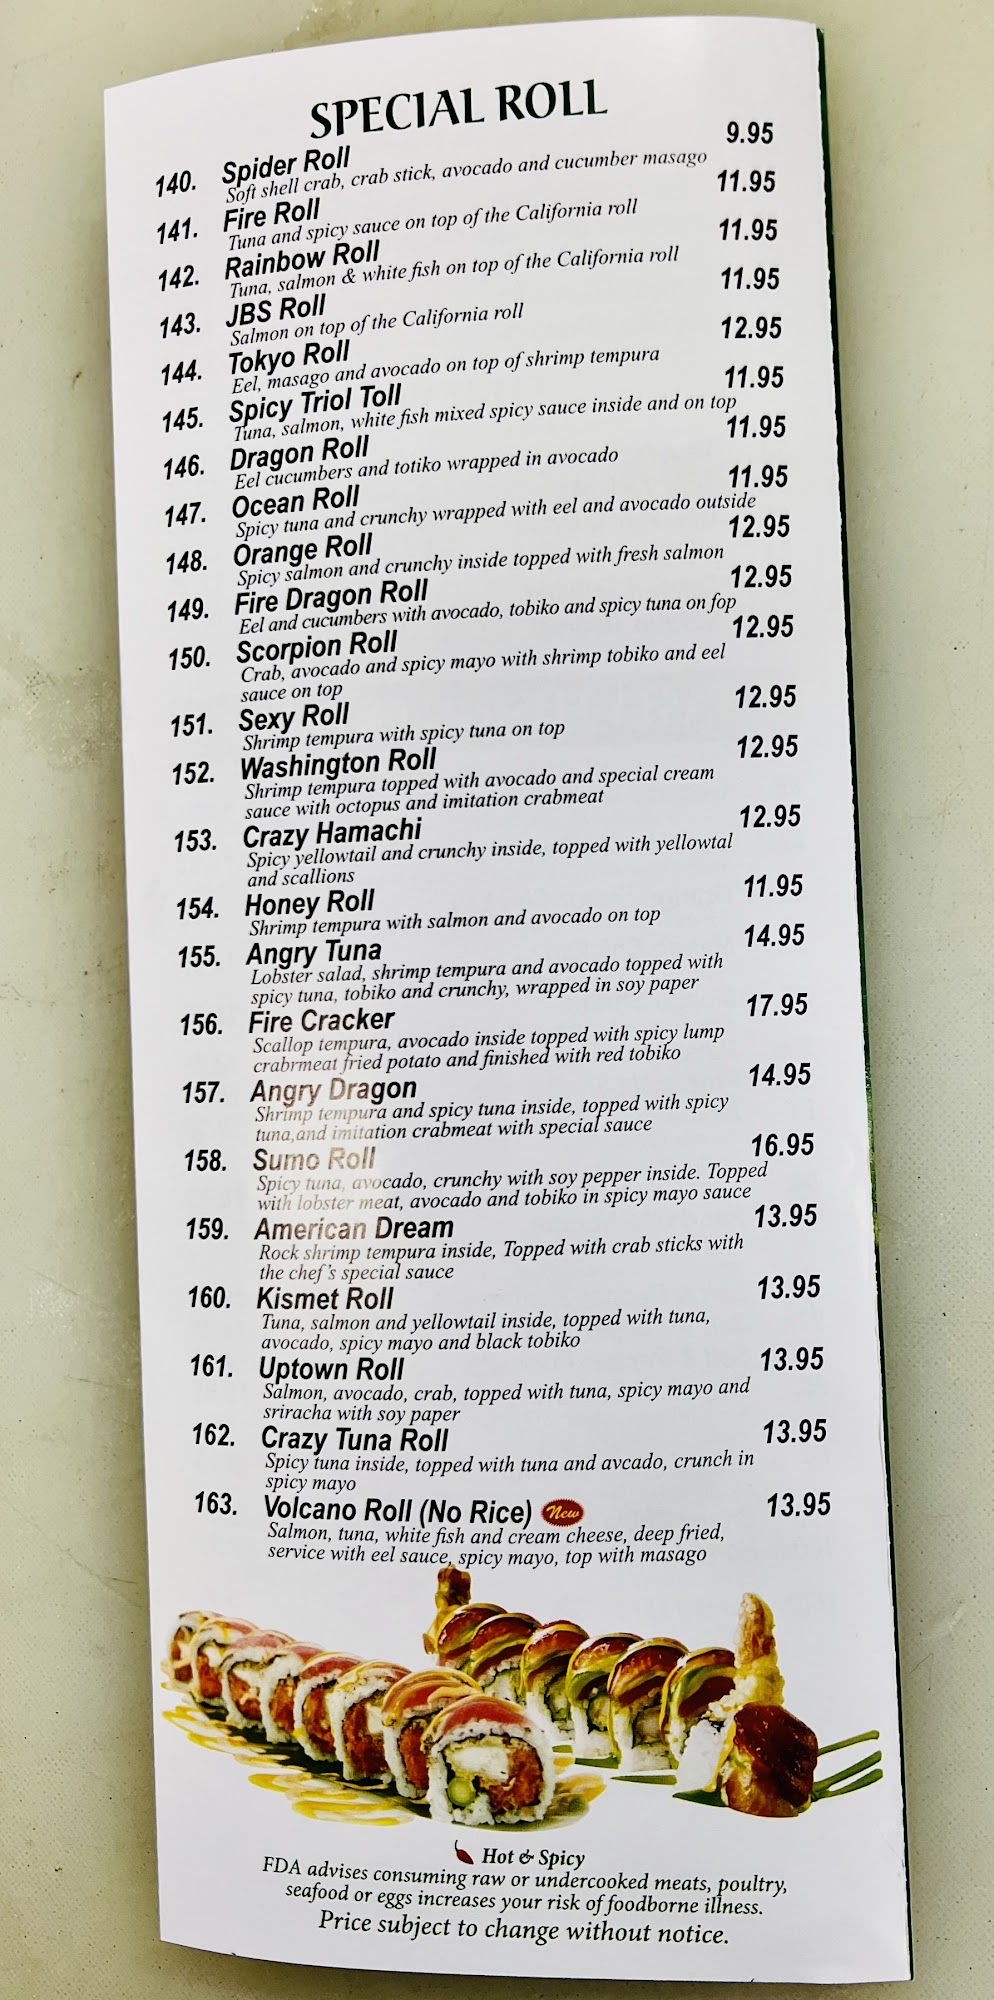 SPECIAL ROLL
140. Spider Roll 9.95
Soft shell crab, crab stick, avocado and cucumber masago
141. Fire Roll 11.95
Tuna and spicy sauce on top of the California roll
142. Rainbow Roll 11.95
Tuna, salmon & white fish on top of the California roll
143. JBS Roll 11.95
Salmon on top of the California roll
144. Tokyo Roll 12.95
Eel, masago and avocado on top of shrimp tempura
145. Spicy Triol Toll 11.95
Tuna, salmon, white fish mixed spicy sauce inside and on top
146. Dragon Roll 11.95
Eel cucumbers and totiko wrapped in avocado
147. Ocean Roll 11.95
Spicy tuna and crunchy wrapped with eel and avocado outside
148. Orange Roll 12.95
Spicy salmon and crunchy inside topped with fresh salmon
149. Fire Dragon Roll 12.95
Eel and cucumbers with avocado, tobiko and spicy tuna on fop
150. Scorpion Roll 12.95
Crab, avocado and spicy mayo with shrimp tobiko and eel
sauce on top
151. Sexy Roll 12.95
Shrimp tempura with spicy tuna on top
152. Washington Roll 12.95
Shrimp tempura topped with avocado and special cream
sauce with octopus and imitation crabmeat
153. Crazy Hamachi 12.95
Spicy yellowtail and crunchy inside, topped with yellowtal
and scallions
154. Honey Roll 11.95
Shrimp tempura with salmon and avocado on top
155. Angry Tuna 14.95
Lobster salad, shrimp tempura and avocado topped with
spicy tuna, tobiko and crunchy, wrapped in soy paper
156. Fire Cracker 17.95
Scallop tempura, avocado inside topped with spicy lump
crabrmeat fried potato and finished with red tobiko
157. Angry Dragon 14.95
Shrimp tempura and spicy tuna inside, topped with spicy
tuna,and imitation crabmeat with special sauce
158. Sumo Roll 16.95
Spicy tuna, avocado, crunchy with soy pepper inside. Topped
with lobster meat, avocado and tobiko in spicy mayo sauce
159. American Dream 13.95
Rock shrimp tempura inside, Topped with crab sticks with
the chef's special sauce
160. Kismet Roll 13.95
Tuna, salmon and yellowtail inside, topped with tuna,
avocado, spicy mayo and black tobiko
161. Uptown Roll 13.95
Salmon, avocado, crab, topped with tuna, spicy mayo and
sriracha with soy paper
162. Crazy Tuna Roll 13.95
Spicy tuna inside, topped with tuna and avcado, crunch in
spicy mayo
163. Volcano Roll (No Rice) New 13.95
Salmon, tuna, white fish and cream cheese, deep fried,
service with eel sauce, spicy mayo, top with masago
Hot & Spicy
FDA advises consuming raw or undercooked meats, poultry,
seafood or eggs increases your risk of foodborne illness.
Price subject to change without notice.